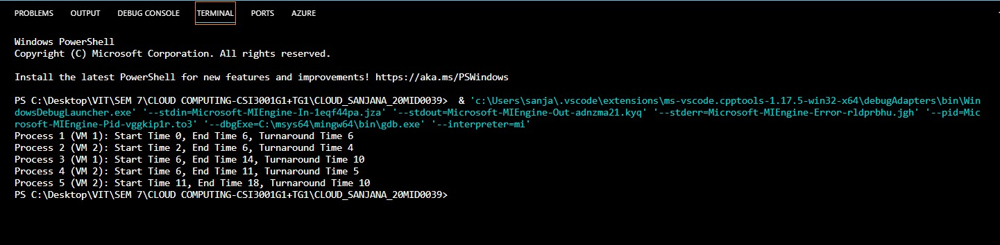 PROBLEMS OUTPUT DEBUG CONSOLE TERMINAL PORTS AZURE
Windows PowerShell
Copyright (C) Microsoft Corporation. All rights reserved.
Install the latest PowerShell for new features and improvements! https://aka.ms/PSWindows
PS C:\Desktop\VIT\SEM 7\CLOUD COMPUTING-CSI3001G1+TG1\CLOUD_SANJANA_20MID0039>  & 'c:\Users\sanja\.vscode\extensions\ms-vscode.cpptools-1.17.5-win32-x64\debugAdapters\bin\Win
dowsDebugLauncher.exe' '--stdin=Microsoft-MIEngine-In-1eqf44pa.jza' '--stdout=Microsoft-MIEngine-Out-adnzma21.kyq' '--stderr=Microsoft-MIEngine-Error-rldprbhu.jgh' '--pid=Mic
rosoft-MIEngine-Pid-vggkip1r.to3' '--dbgExe=C:\msys64\mingw64\bin\gdb.exe' '--interpreter=mi'
Process 1 (VM 1): Start Time 0, End Time 6, Turnaround Time 6
Process 2 (VM 2): Start Time 2, End Time 6, Turnaround Time 4
Process 3 (VM 1): Start Time 6, End Time 14, Turnaround Time 10
Process 4 (VM 2): Start Time 6, End Time 11, Turnaround Time 5
Process 5 (VM 2): Start Time 11, End Time 18, Turnaround Time 10
PS C:\Desktop\VIT\SEM 7\CLOUD COMPUTING-CSI3001G1+TG1\CLOUD_SANJANA_20MID0039>